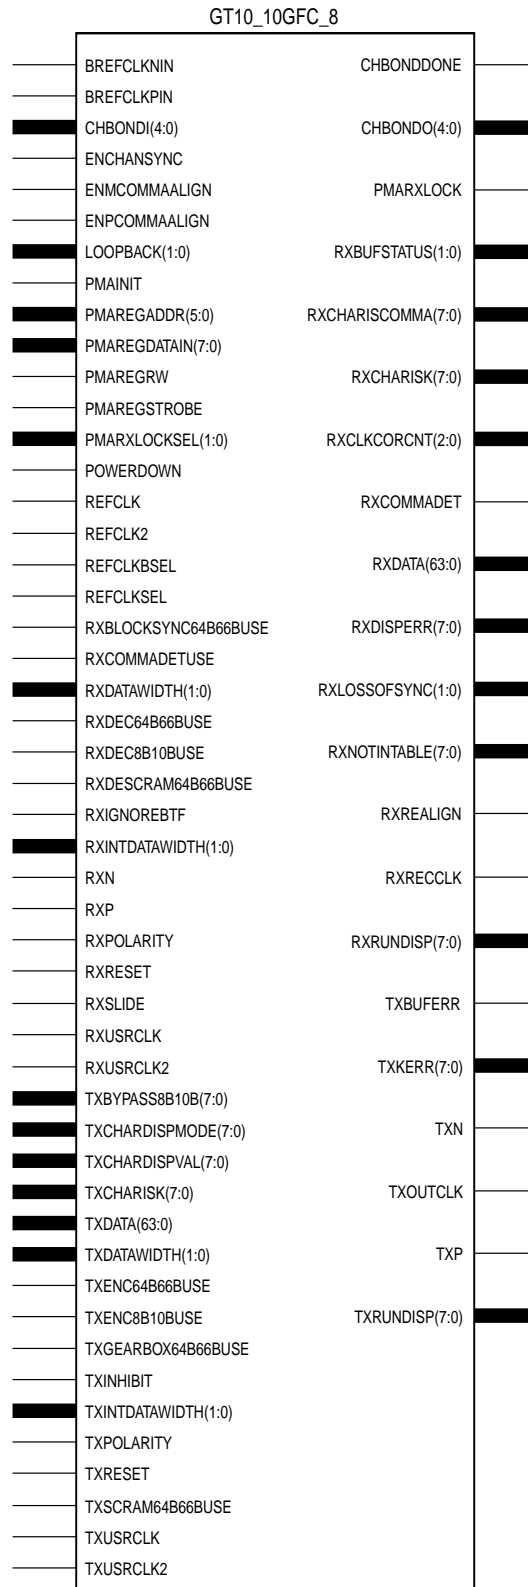 GT10_10GFC_8
BREFCLKNIN CHBONDDONE
BREFCLKPIN
CHBONDI(4:0) CHBONDO(4:0)
ENCHANSYNC
ENMCOMMAALIGN PMARXLOCK
ENPCOMMAALIGN
LOOPBACK(1:0) RXBUFSTATUS(1:0)
PMAINIT
PMAREGADDR(5:0) RXCHARISCOMMA(7:0)
PMAREGDATAIN(7:0)
PMAREGRW RXCHARISK(7:0)
PMAREGSTROBE
PMARXLOCKSEL(1:0) RXCLKCORCNT(2:0)
POWERDOWN
REFCLK RXCOMMADET
REFCLK2
REFCLKBSEL RXDATA(63:0)
REFCLKSEL
RXBLOCKSYNC64B66BUSE RXDISPERR(7:0)
RXCOMMADETUSE
RXDATAWIDTH(1:0) RXLOSSOFSYNC(1:0)
RXDEC64B66BUSE
RXDEC8B10BUSE RXNOTINTABLE(7:0)
RXDESCRAM64B66BUSE
RXIGNOREBTF RXREALIGN
RXINTDATAWIDTH(1:0)
RXN RXRECCLK
RXP
RXPOLARITY RXRUNDISP(7:0)
RXRESET
RXSLIDE TXBUFERR
RXUSRCLK
RXUSRCLK2 TXKERR(7:0)
TXBYPASS8B10B(7:0)
TXCHARDISPMODE(7:0) TXN
TXCHARDISPVAL(7:0)
TXCHARISK(7:0) TXOUTCLK
TXDATA(63:0)
TXDATAWIDTH(1:0) TXP
TXENC64B66BUSE
TXENC8B10BUSE TXRUNDISP(7:0)
TXGEARBOX64B66BUSE
TXINHIBIT
TXINTDATAWIDTH(1:0)
TXPOLARITY
TXRESET
TXSCRAM64B66BUSE
TXUSRCLK
TXUSRCLK2